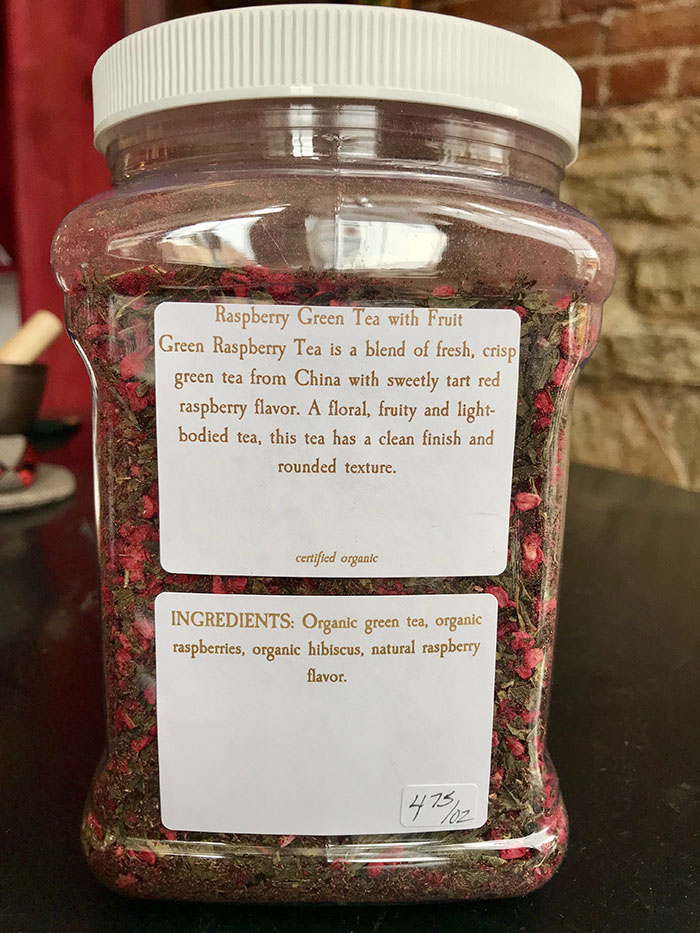 Raspberry Green Tea with Fruit
Green Raspberry Tea is a blend of fresh, crisp
green tea from China with sweetly tart red
raspberry flavor. A floral, fruity and light-
bodied tea, this tea has a clean finish and
rounded texture.
certified organic
INGREDIENTS: Organic green tea, organic
raspberries, organic hibiscus, natural raspberry
flavor.
475/oz